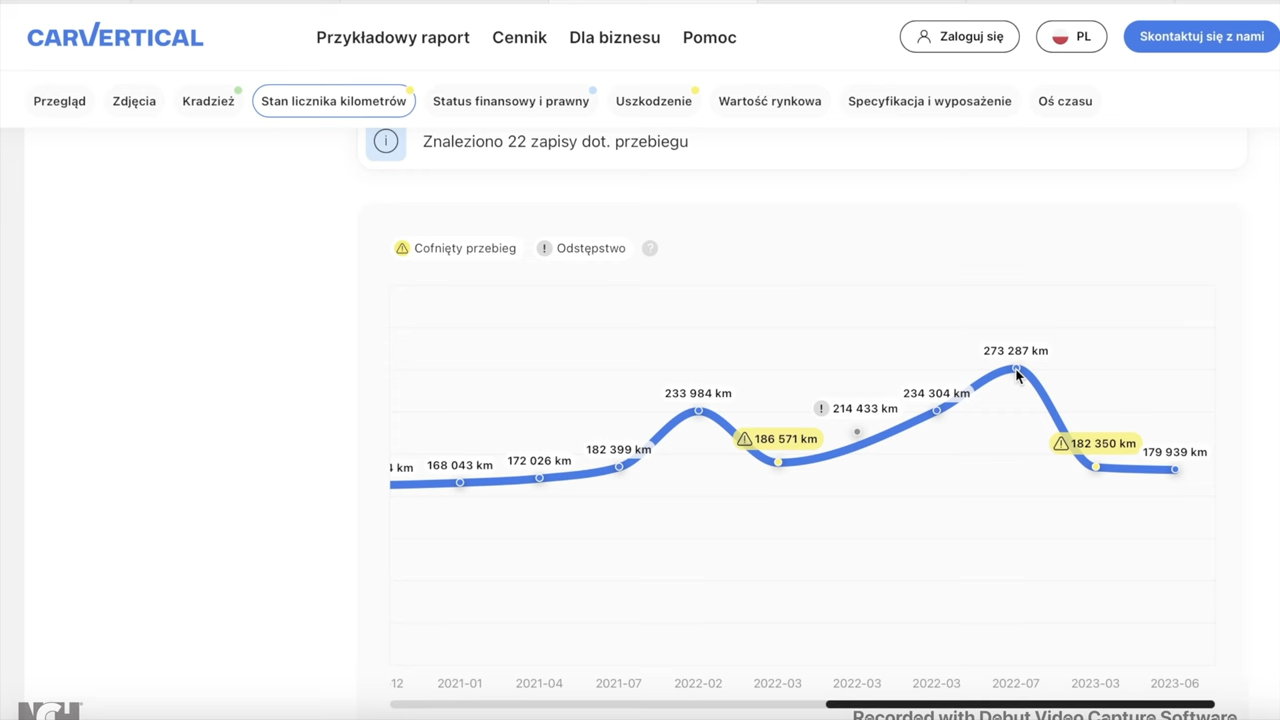 CARVERTICAL
Przykładowy raport Cennik Dla biznesu Pomoc Zaloguj się PL Skontaktuj się z nami
Przegląd Zdjęcia Kradzież Stan licznika kilometrów Status finansowy i prawny Uszkodzenie Wartość rynkowa Specyfikacja i wyposażenie Oś czasu
i Znaleziono 22 zapisy dot. przebiegu
Cofnięty przebieg ! Odstępstwo ?
273 287 km
233 984 km
234 304 km
! 214 433 km
186 571 km
182 350 km
182 399 km
179 939 km
172 026 km
168 043 km
4 km
12 2021-01 2021-04 2021-07 2022-02 2022-03 2022-03 2022-03 2022-07 2023-03 2023-06
NCH
Recorded with Debut Video Capture Software